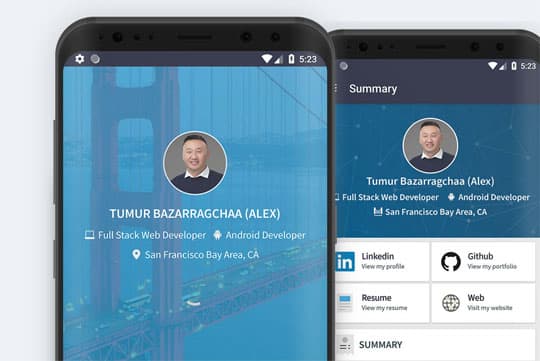 5:23
TUMUR BAZARRAGCHAA (ALEX)
Full Stack Web Developer
Android Developer
San Francisco Bay Area, CA
5:23
Summary
Tumur Bazarragchaa (Alex)
Full Stack Web Developer
Android Developer
San Francisco Bay Area, CA
in
Linkedin
View my profile
Github
View my portfolio
Resume
View my resume
Web
Visit my website
SUMMARY